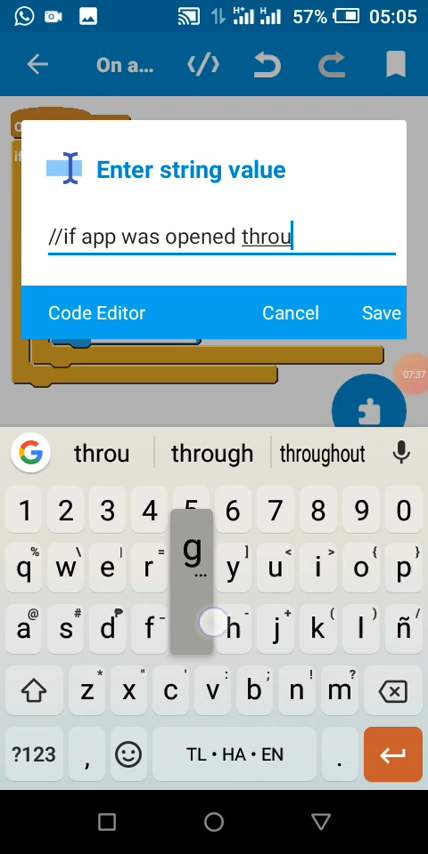 57% 05:05
On a...
Enter string value
//if app was opened throu
Code Editor Cancel Save
07:37
throu through throughout
1 2 3 4 5 6 7 8 9 0
% \ | = ] < > { }
q w e r g y u i o p
@ # ₱ _ - + ( ) /
a s d f h j k l ñ
* " ' : ; ! ?
z x c v b n m
?123 , TL • HA • EN .